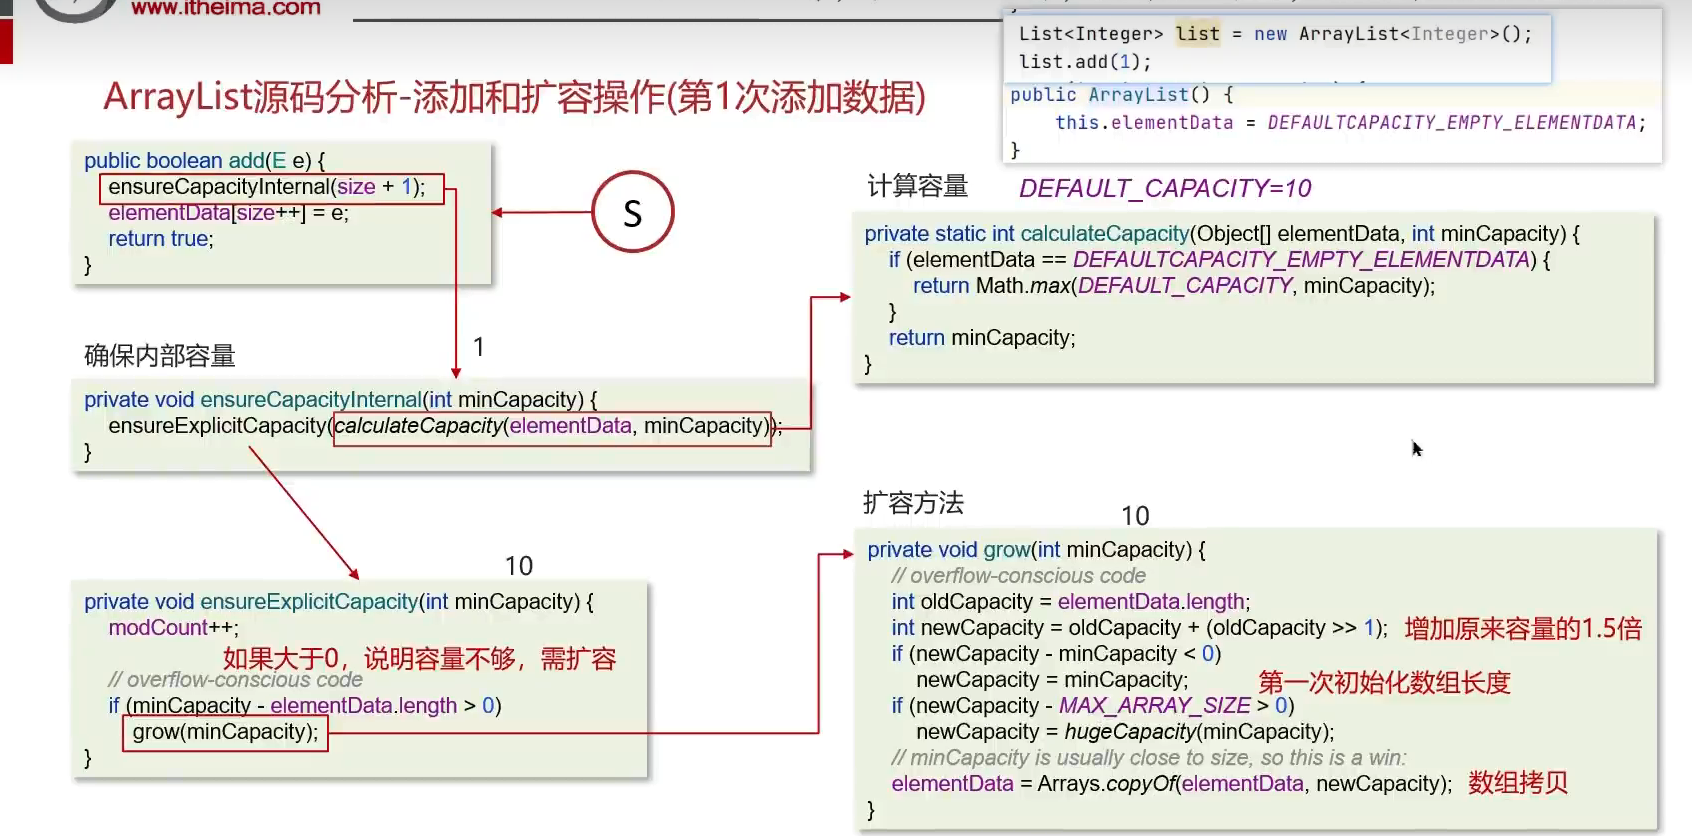 www.itheima.com
List<Integer> list = new ArrayList<Integer>();
list.add(1);
public ArrayList() {
this.elementData = DEFAULTCAPACITY_EMPTY_ELEMENTDATA;
}
ArrayList源码分析-添加和扩容操作(第1次添加数据)
public boolean add(E e) {
ensureCapacityInternal(size + 1);
elementData[size++] = e;
return true;
}
S
1
确保内部容量
private void ensureCapacityInternal(int minCapacity) {
ensureExplicitCapacity(calculateCapacity(elementData, minCapacity));
}
计算容量 DEFAULT_CAPACITY=10
private static int calculateCapacity(Object[] elementData, int minCapacity) {
if (elementData == DEFAULTCAPACITY_EMPTY_ELEMENTDATA) {
return Math.max(DEFAULT_CAPACITY, minCapacity);
}
return minCapacity;
}
10
private void ensureExplicitCapacity(int minCapacity) {
modCount++;
如果大于0，说明容量不够，需扩容
// overflow-conscious code
if (minCapacity - elementData.length > 0)
grow(minCapacity);
}
扩容方法
10
private void grow(int minCapacity) {
// overflow-conscious code
int oldCapacity = elementData.length;
int newCapacity = oldCapacity + (oldCapacity >> 1); 增加原来容量的1.5倍
if (newCapacity - minCapacity < 0)
newCapacity = minCapacity; 第一次初始化数组长度
if (newCapacity - MAX_ARRAY_SIZE > 0)
newCapacity = hugeCapacity(minCapacity);
// minCapacity is usually close to size, so this is a win:
elementData = Arrays.copyOf(elementData, newCapacity); 数组拷贝
}